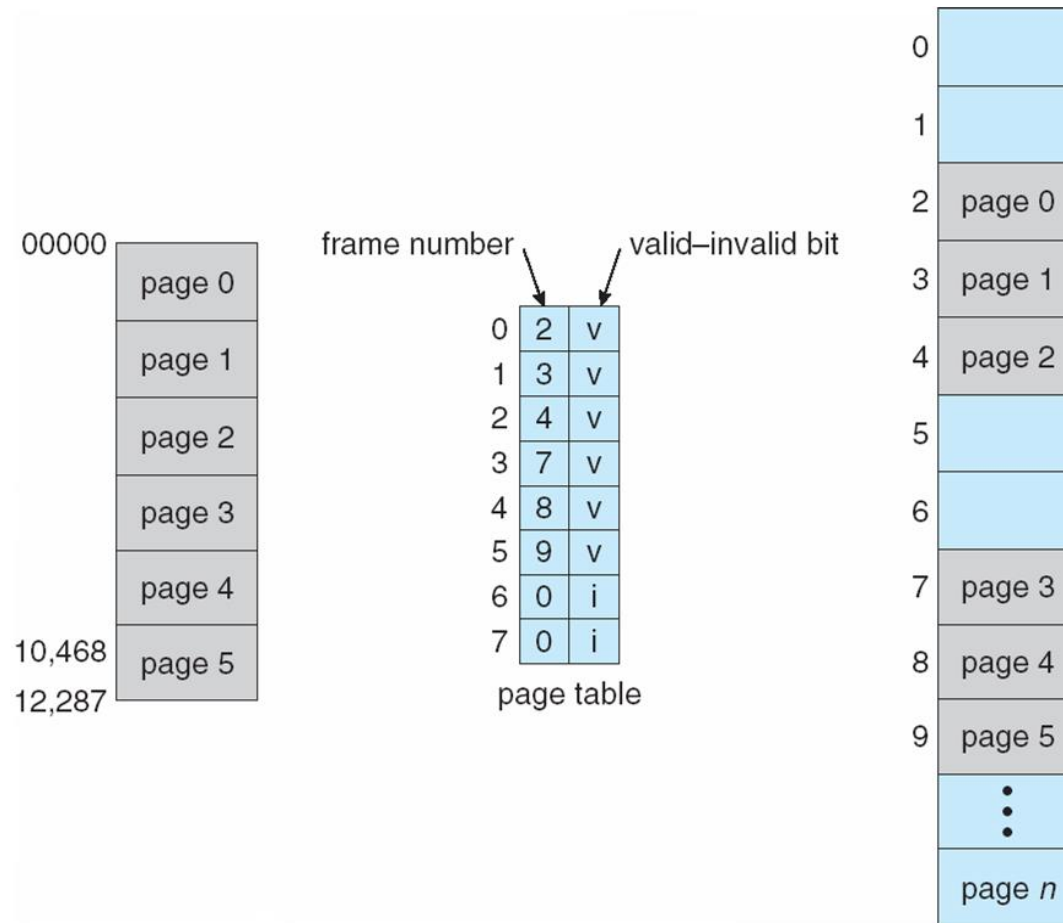 00000
page 0
page 1
page 2
page 3
page 4
10,468
page 5
12,287
frame number
valid–invalid bit
0 2 v
1 3 v
2 4 v
3 7 v
4 8 v
5 9 v
6 0 i
7 0 i
page table
0
1
2 page 0
3 page 1
4 page 2
5
6
7 page 3
8 page 4
9 page 5
page n